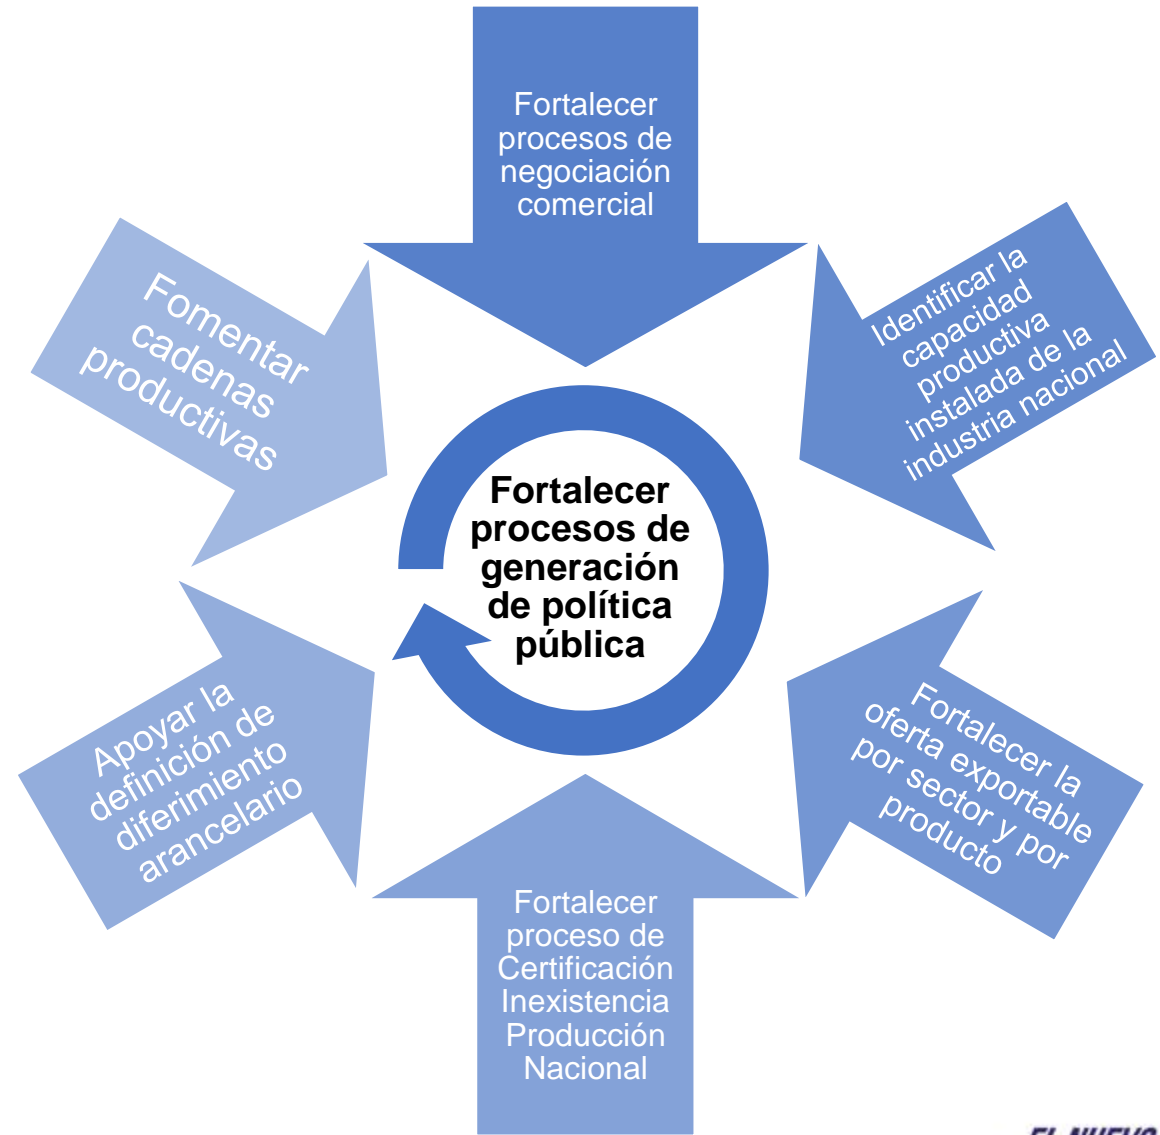 Fortalecer
procesos de
negociación
comercial
Identificar la
capacidad
productiva
instalada de la
industria nacional
Fomentar
cadenas
productivas
Fortalecer
procesos de
generación
de política
pública
Apoyar la
definición de
diferimiento
arancelario
Fortalecer la
oferta exportable
por sector y por
producto
Fortalecer
proceso de
Certificación
Inexistencia
Producción
Nacional
EL NUEVO